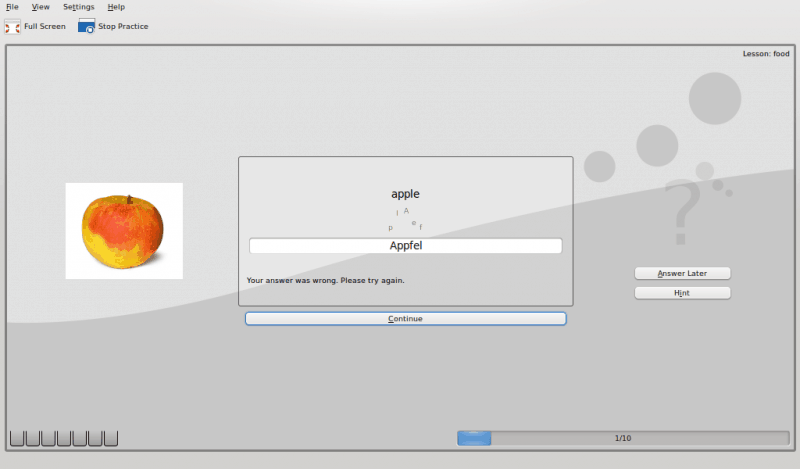 File View Settings Help
Full Screen Stop Practice
Lesson: food
apple
l A
p e f
Appfel
Your answer was wrong. Please try again.
?
Answer Later
Hint
Continue
1/10